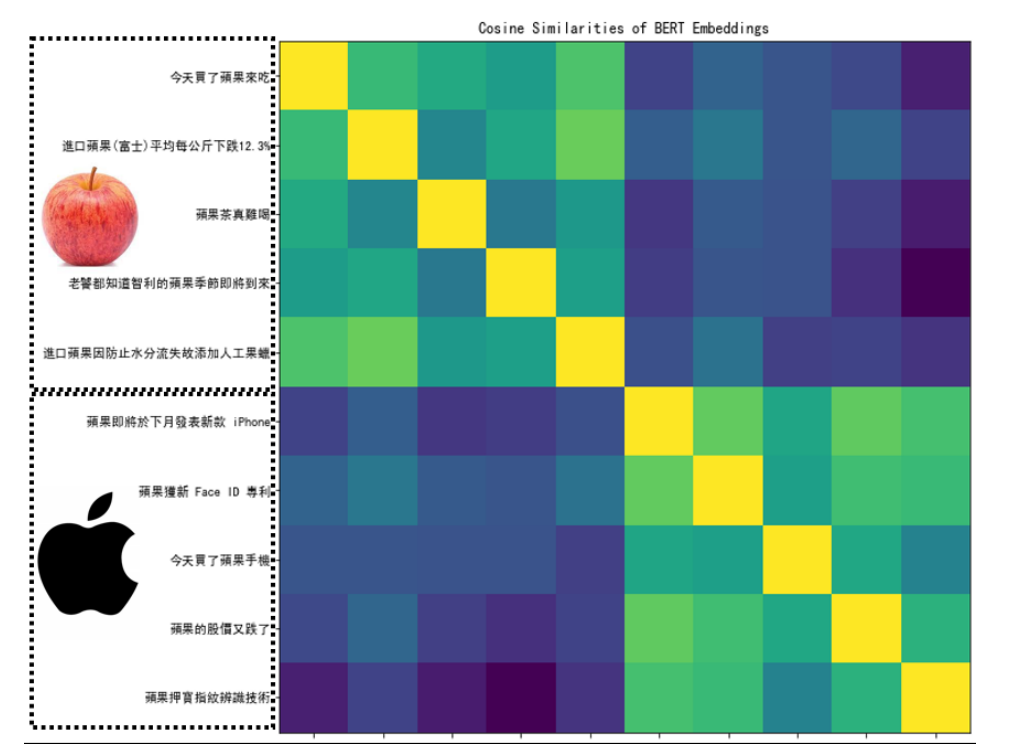 Cosine Similarities of BERT Embeddings
今天買了蘋果來吃
進口蘋果(富士)平均每公斤下跌12.3%
蘋果茶真難喝
老饕都知道智利的蘋果季節即將到來
進口蘋果因防止水分流失故添加人工果蠟
蘋果即將於下月發表新款 iPhone
蘋果獲新 Face ID 專利
今天買了蘋果手機
蘋果的股價又跌了
蘋果押寶指紋辨識技術